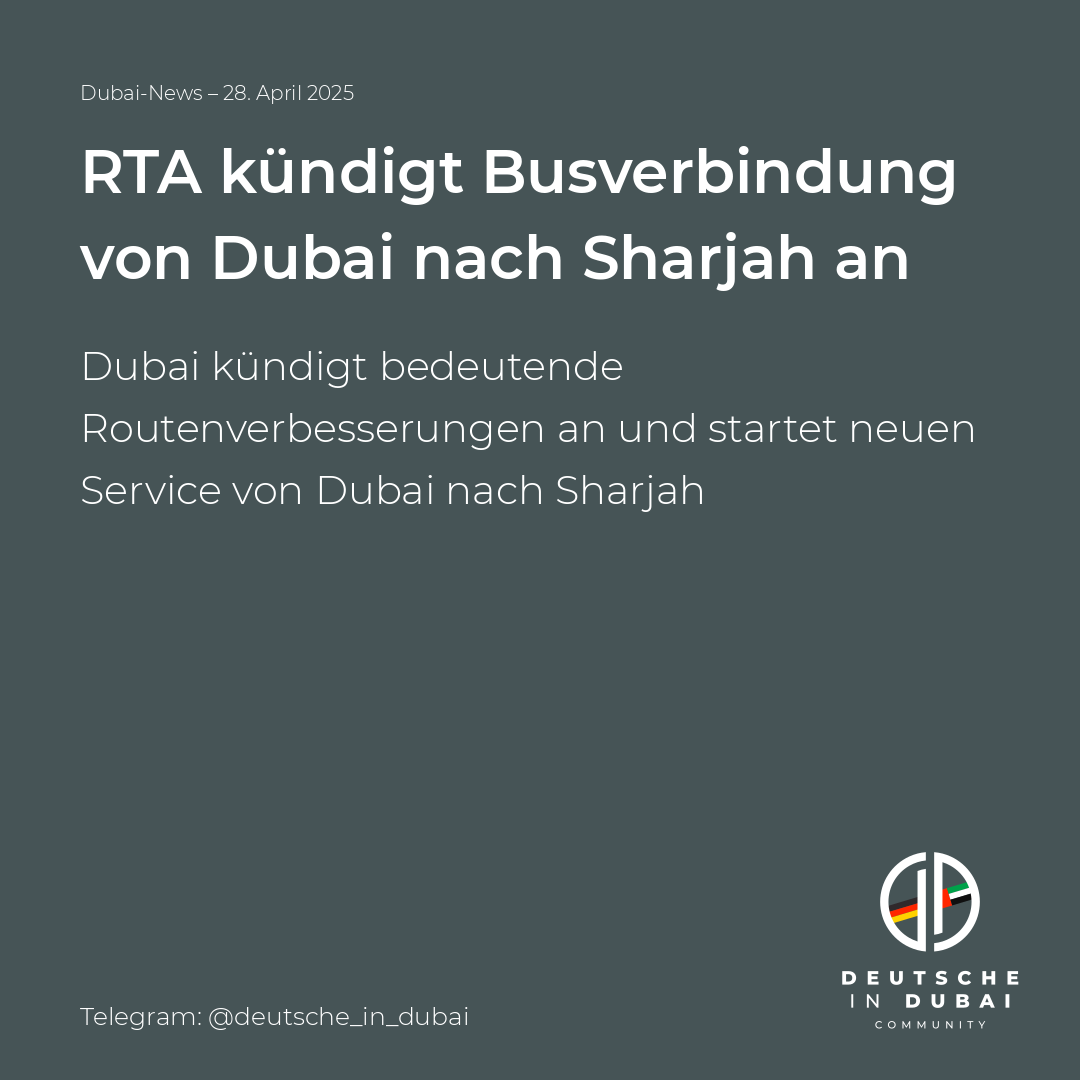 Dubai-News – 28. April 2025
RTA kündigt Busverbindung
von Dubai nach Sharjah an
Dubai kündigt bedeutende
Routenverbesserungen an und startet neuen
Service von Dubai nach Sharjah
Telegram: @deutsche_in_dubai
DEUTSCHE
IN DUBAI
COMMUNITY